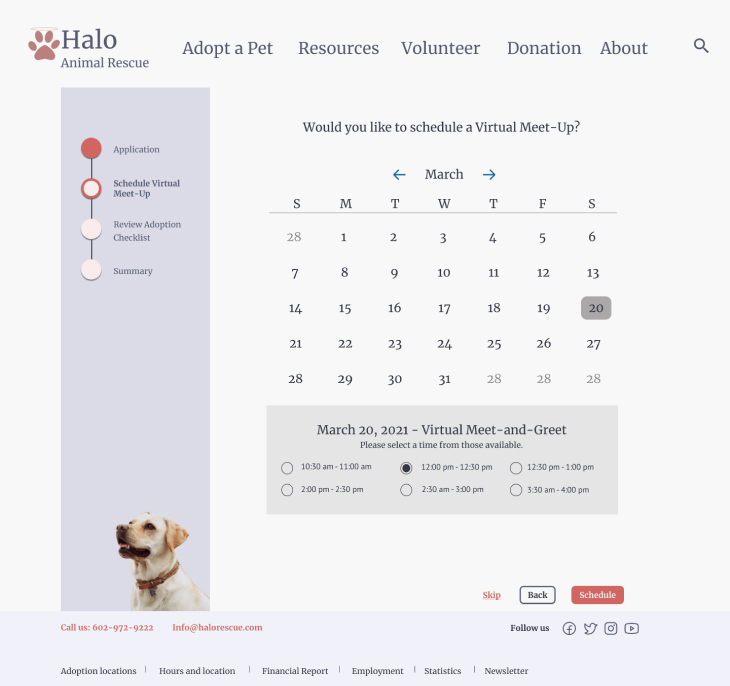 Halo
Animal Rescue
Adopt a Pet Resources Volunteer Donation About
Application
Schedule Virtual
Meet-Up
Review Adoption
Checklist
Summary
Would you like to schedule a Virtual Meet-Up?
March
S M T W T F S
28 1 2 3 4 5 6
7 8 9 10 11 12 13
14 15 16 17 18 19 20
21 22 23 24 25 26 27
28 29 30 31 28 28 28
March 20, 2021 - Virtual Meet-and-Greet
Please select a time from those available.
10:30 am - 11:00 am 12:00 pm - 12:30 pm 12:30 pm - 1:00 pm
2:00 pm - 2:30 pm 2:30 am - 3:00 pm 3:30 am - 4:00 pm
Skip Back Schedule
Call us: 602-972-9222 Info@halorescue.com Follow us
Adoption locations | Hours and location | Financial Report | Employment | Statistics | Newsletter